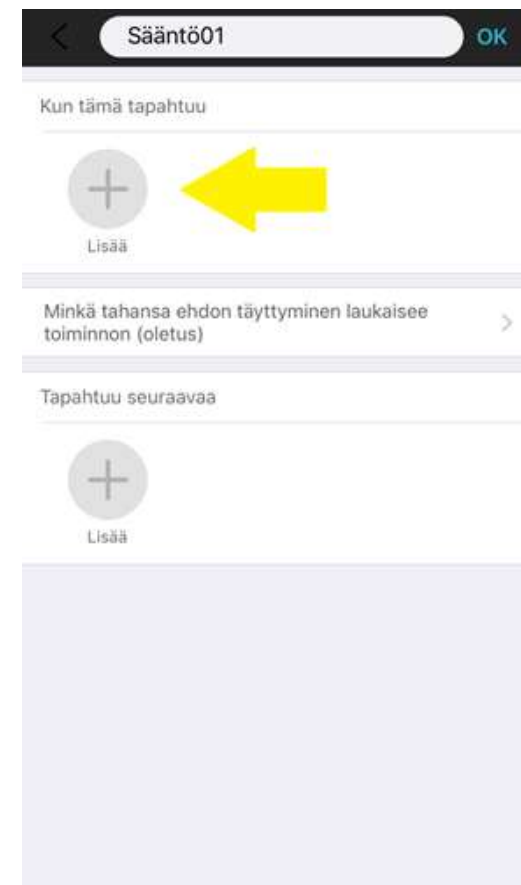 Sääntö01
OK
Kun tämä tapahtuu
Lisää
Minkä tahansa ehdon täyttyminen laukaisee
toiminnon (oletus)
Tapahtuu seuraavaa
Lisää